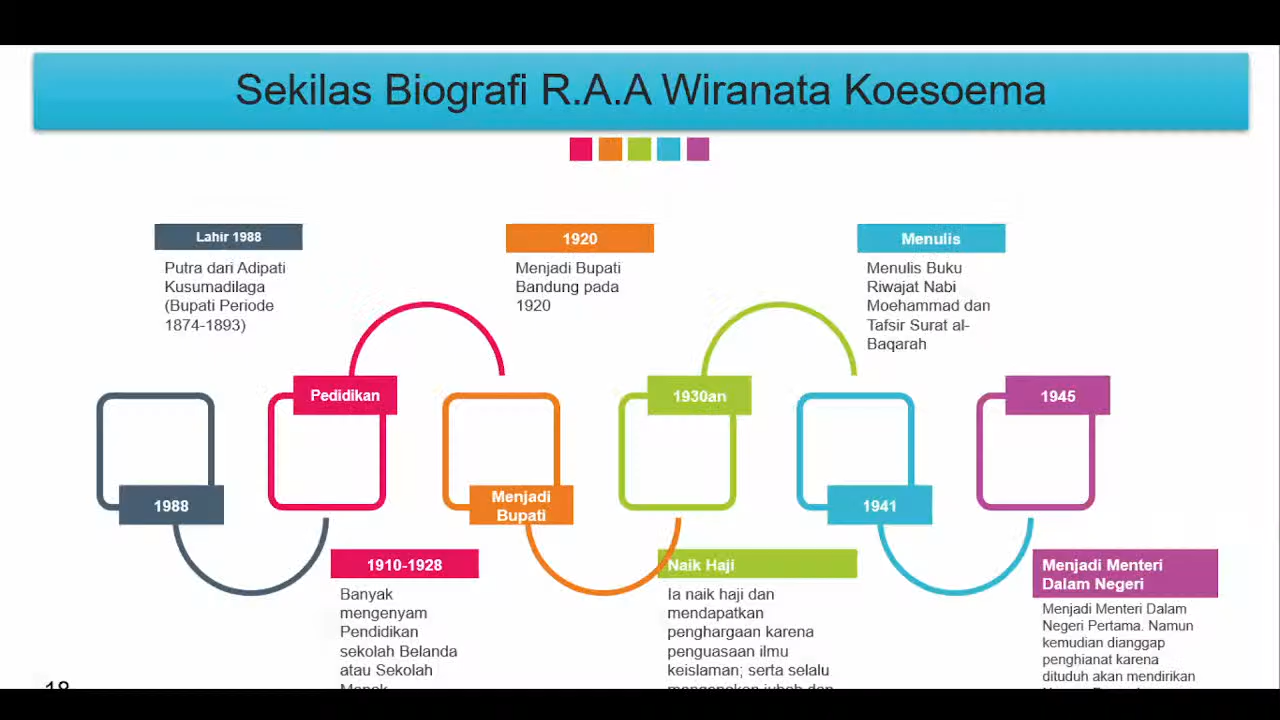 Sekilas Biografi R.A.A Wiranata Koesoema
Lahir 1988
Putra dari Adipati
Kusumadilaga
(Bupati Periode
1874-1893)
1988
Pedidikan
1910-1928
Banyak
mengenyam
Pendidikan
sekolah Belanda
atau Sekolah
1920
Menjadi Bupati
Bandung pada
1920
Menjadi
Bupati
1930an
Naik Haji
Ia naik haji dan
mendapatkan
penghargaan karena
penguasaan ilmu
keislaman; serta selalu
Menulis
Menulis Buku
Riwajat Nabi
Moehammad dan
Tafsir Surat al-
Baqarah
1941
1945
Menjadi Menteri
Dalam Negeri
Menjadi Menteri Dalam
Negeri Pertama. Namun
kemudian dianggap
penghianat karena
dituduh akan mendirikan